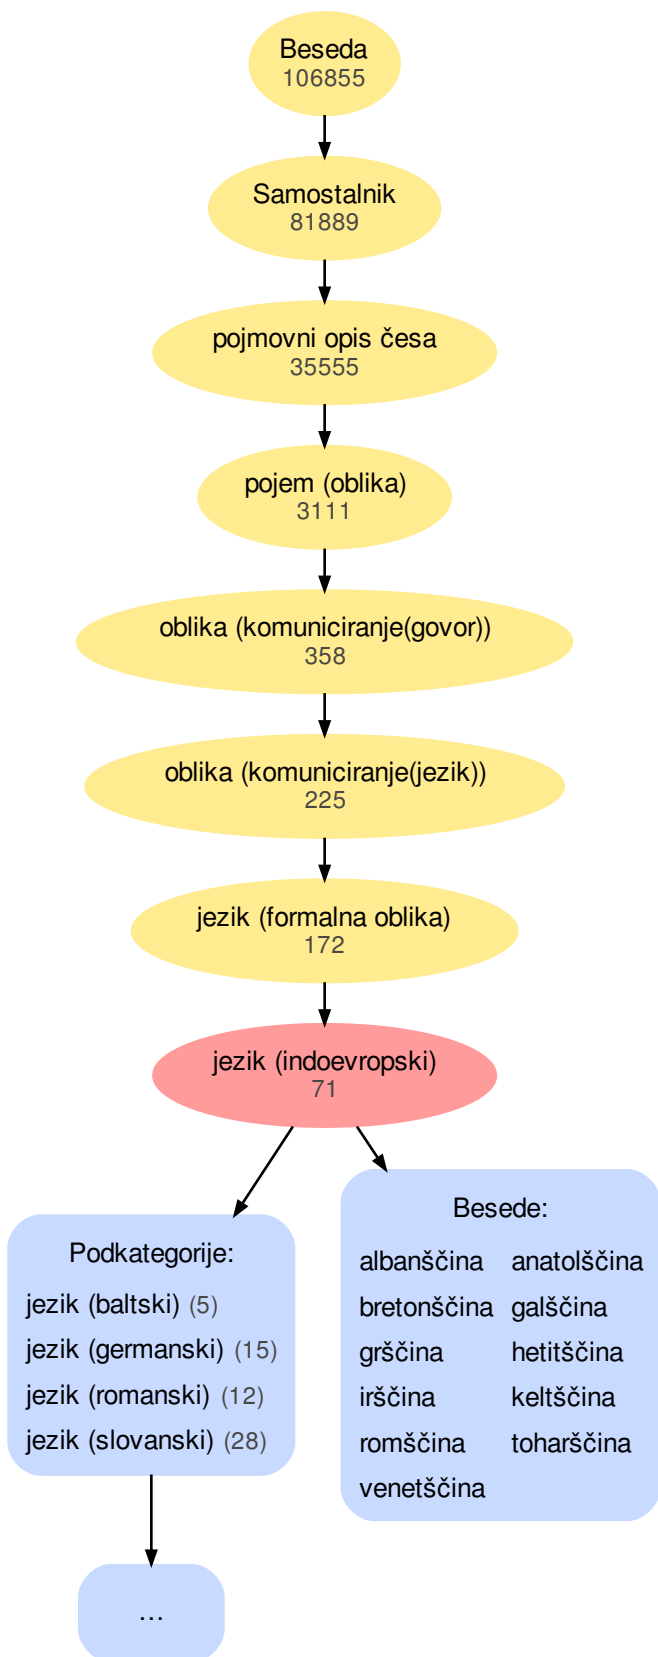 Beseda
106855
Samostalnik
81889
pojmovni opis česa
35555
pojem (oblika)
3111
oblika (komuniciranje(govor))
358
oblika (komuniciranje(jezik))
225
jezik (formalna oblika)
172
jezik (indoevropski)
71
Podkategorije:
jezik (baltski) (5)
jezik (germanski) (15)
jezik (romanski) (12)
jezik (slovanski) (28)
...
Besede:
albanščina anatolščina
bretonščina galščina
grščina hetitščina
irščina keltščina
romščina toharščina
venetščina